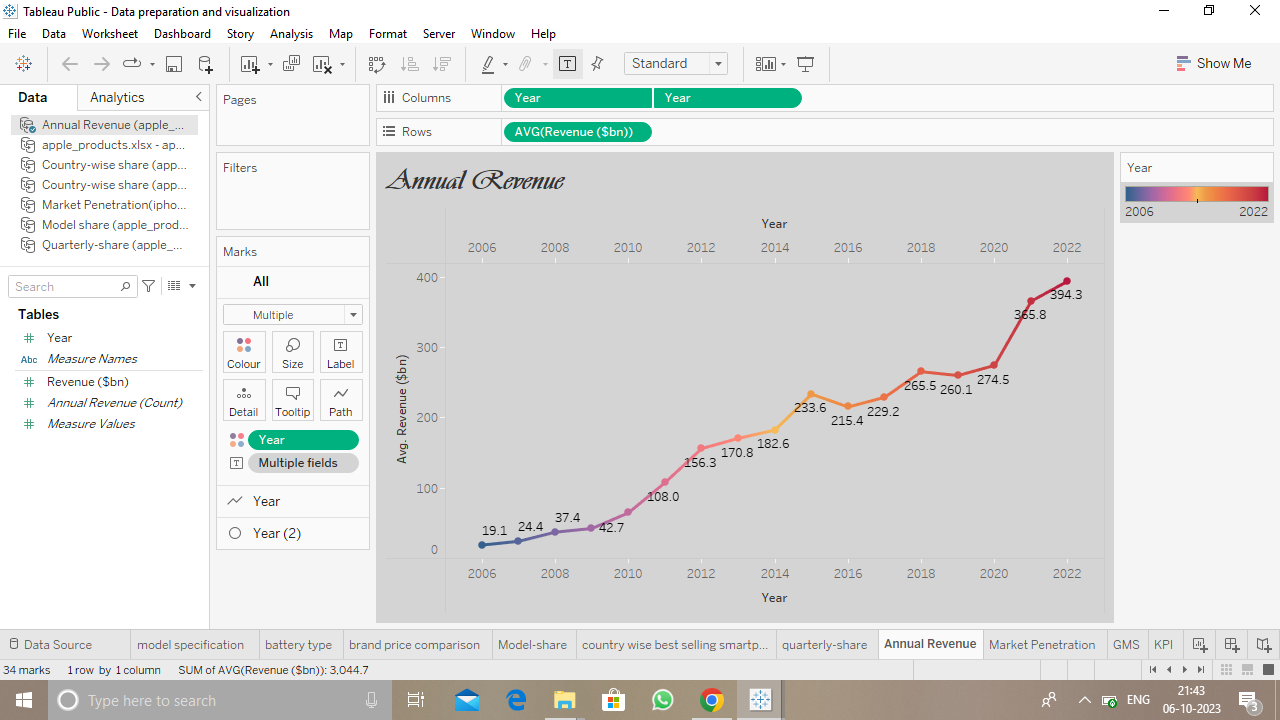 Tableau Public - Data preparation and visualization
File Data Worksheet Dashboard Story Analysis Map Format Server Window Help
Standard
Show Me
Data Analytics
Annual Revenue (apple_...
apple_products.xlsx - ap...
Country-wise share (app...
Country-wise share (app...
Market Penetration(ipho...
Model share (apple_prod...
Quarterly-share (apple_...
Search
Tables
Year
Abc Measure Names
Revenue ($bn)
Annual Revenue (Count)
Measure Values
Pages
Filters
Marks
All
Multiple
Colour Size Label
Detail Tooltip Path
Year
Multiple fields
Year
Year (2)
Columns Year Year
Rows AVG(Revenue ($bn))
Annual Revenue
Year
2006 2008 2010 2012 2014 2016 2018 2020 2022
400
300
200
100
0
Avg. Revenue ($bn)
19.1 24.4 37.4 42.7 108.0 156.3 170.8 182.6 233.6 215.4 229.2 265.5 260.1 274.5 365.8 394.3
2006 2008 2010 2012 2014 2016 2018 2020 2022
Year
Year
2006 2022
Data Source model specification battery type brand price comparison Model-share country wise best selling smartp... quarterly-share Annual Revenue Market Penetration GMS KPI
34 marks 1 row by 1 column SUM of AVG(Revenue ($bn)): 3,044.7
Type here to search
ENG
21:43
06-10-2023
3